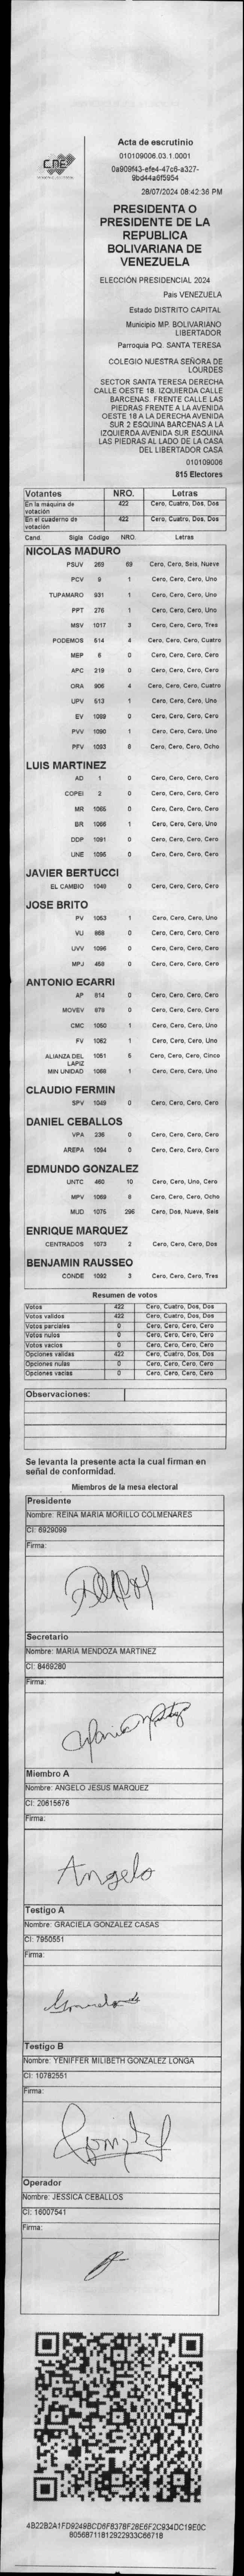 CNE
Acta de escrutinio
010109006.03.1.0001
0a909f43-efe4-47c6-a327-
9bd44a6f5954
28/07/2024 08:42:36 PM
PRESIDENTA O
PRESIDENTE DE LA
REPUBLICA
BOLIVARIANA DE
VENEZUELA
ELECCIÓN PRESIDENCIAL 2024
Pais VENEZUELA
Estado DISTRITO CAPITAL
Municipio MP. BOLIVARIANO
LIBERTADOR
Parroquia PQ. SANTA TERESA
COLEGIO NUESTRA SEÑORA DE
LOURDES
SECTOR SANTA TERESA DERECHA
CALLE OESTE 18. IZQUIERDA CALLE
BARCENAS. FRENTE CALLE LAS
PIEDRAS FRENTE A LA AVENIDA
OESTE 16 A LA DERECHA AVENIDA
SUR 2 ESQUINA BARCENAS A LA
IZQUIERDA AVENIDA SUR ESQUINA
LAS PIEDRAS AL LADO DE LA CASA
DEL LIBERTADOR CASA
010109006
815 Electores
Votantes NRO. Letras
En la máquina de votación 422 Cero, Cuatro, Dos, Dos
En el cuaderno de votación 422 Cero, Cuatro, Dos, Dos
Cand. Sigla Codigo NRO. Letras
NICOLAS MADURO
PSUV 269 69 Cero, Cero, Seis, Nueve
PCV 9 1 Cero, Cero, Cero, Uno
TUPAMARO 931 1 Cero, Cero, Cero, Uno
PPT 276 1 Cero, Cero, Cero, Uno
MSV 1017 3 Cero, Cero, Cero, Tres
PODEMOS 514 4 Cero, Cero, Cero, Cuatro
MEP 6 0 Cero, Cero, Cero, Cero
APC 219 0 Cero, Cero, Cero, Cero
ORA 906 4 Cero, Cero, Cero, Cuatro
UPV 513 1 Cero, Cero, Cero, Uno
EV 1089 0 Cero, Cero, Cero, Cero
PVV 1090 1 Cero, Cero, Cero, Uno
PFV 1093 8 Cero, Cero, Cero, Ocho
LUIS MARTINEZ
AD 1 0 Cero, Cero, Cero, Cero
COPEI 2 0 Cero, Cero, Cero, Cero
MR 1065 0 Cero, Cero, Cero, Cero
BR 1066 1 Cero, Cero, Cero, Uno
DDP 1091 0 Cero, Cero, Cero, Cero
UNE 1095 0 Cero, Cero, Cero, Cero
JAVIER BERTUCCI
EL CAMBIO 1048 0 Cero, Cero, Cero, Cero
JOSE BRITO
PV 1053 1 Cero, Cero, Cero, Uno
VU 868 0 Cero, Cero, Cero, Cero
UVV 1096 0 Cero, Cero, Cero, Cero
MPJ 458 0 Cero, Cero, Cero, Cero
ANTONIO ECARRI
AP 814 0 Cero, Cero, Cero, Cero
MOVEV 879 0 Cero, Cero, Cero, Cero
CMC 1050 1 Cero, Cero, Cero, Uno
FV 1062 1 Cero, Cero, Cero, Uno
ALIANZA DEL LAPIZ 1051 5 Cero, Cero, Cero, Cinco
MIN UNIDAD 1088 1 Cero, Cero, Cero, Uno
CLAUDIO FERMIN
SPV 1049 0 Cero, Cero, Cero, Cero
DANIEL CEBALLOS
VPA 236 0 Cero, Cero, Cero, Cero
AREPA 1094 0 Cero, Cero, Cero, Cero
EDMUNDO GONZALEZ
UNTC 460 10 Cero, Cero, Uno, Cero
MPV 1069 8 Cero, Cero, Cero, Ocho
MUD 1075 296 Cero, Dos, Nueve, Seis
ENRIQUE MARQUEZ
CENTRADOS 1073 2 Cero, Cero, Cero, Dos
BENJAMIN RAUSSEO
CONDE 1092 3 Cero, Cero, Cero, Tres
Resumen de votos
Votos 422 Cero, Cuatro, Dos, Dos
Votos validos 422 Cero, Cuatro, Dos, Dos
Votos parciales 0 Cero, Cero, Cero, Cero
Votos nulos 0 Cero, Cero, Cero, Cero
Votos vacios 0 Cero, Cero, Cero, Cero
Opciones validas 422 Cero, Cuatro, Dos, Dos
Opciones nulas 0 Cero, Cero, Cero, Cero
Opciones vacias 0 Cero, Cero, Cero, Cero
Observaciones:
Se levanta la presente acta la cual firman en
señal de conformidad.
Miembros de la mesa electoral
Presidente
Nombre: REINA MARIA MORILLO COLMENARES
CI: 6929099
Firma:
Secretario
Nombre: MARIA MENDOZA MARTINEZ
CI: 8469280
Firma:
Miembro A
Nombre: ANGELO JESUS MARQUEZ
CI: 20615676
Firma:
Angelo
Testigo A
Nombre: GRACIELA GONZALEZ CASAS
CI: 7950551
Firma:
Testigo B
Nombre: YENIFFER MILIBETH GONZALEZ LONGA
CI: 10782551
Firma:
Operador
Nombre: JESSICA CEBALLOS
CI: 16007541
Firma:
4B22B2A1FD9249BCD6F8378F28E6F2C934DC19E0C
80568711812922933C66718